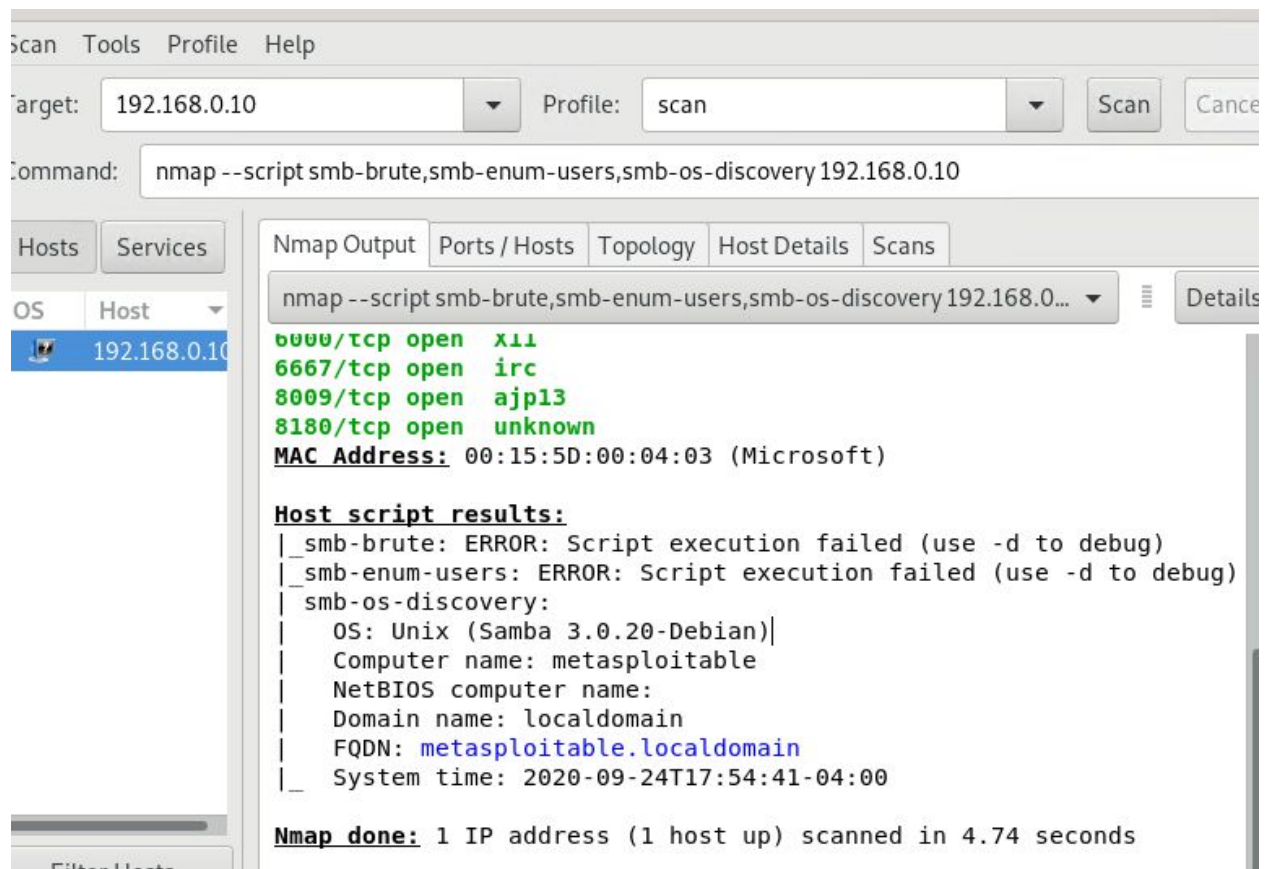 Scan Tools Profile Help
Target: 192.168.0.10 Profile: scan Scan Cance
Command: nmap --script smb-brute,smb-enum-users,smb-os-discovery 192.168.0.10
Hosts Services
Nmap Output Ports / Hosts Topology Host Details Scans
nmap --script smb-brute,smb-enum-users,smb-os-discovery 192.168.0... Details
OS Host
192.168.0.10
6000/tcp open X11
6667/tcp open irc
8009/tcp open ajp13
8180/tcp open unknown
MAC Address: 00:15:5D:00:04:03 (Microsoft)
Host script results:
|_smb-brute: ERROR: Script execution failed (use -d to debug)
|_smb-enum-users: ERROR: Script execution failed (use -d to debug)
| smb-os-discovery:
|   OS: Unix (Samba 3.0.20-Debian)
|   Computer name: metasploitable
|   NetBIOS computer name:
|   Domain name: localdomain
|   FQDN: metasploitable.localdomain
|_  System time: 2020-09-24T17:54:41-04:00
Nmap done: 1 IP address (1 host up) scanned in 4.74 seconds
Filter Hosts